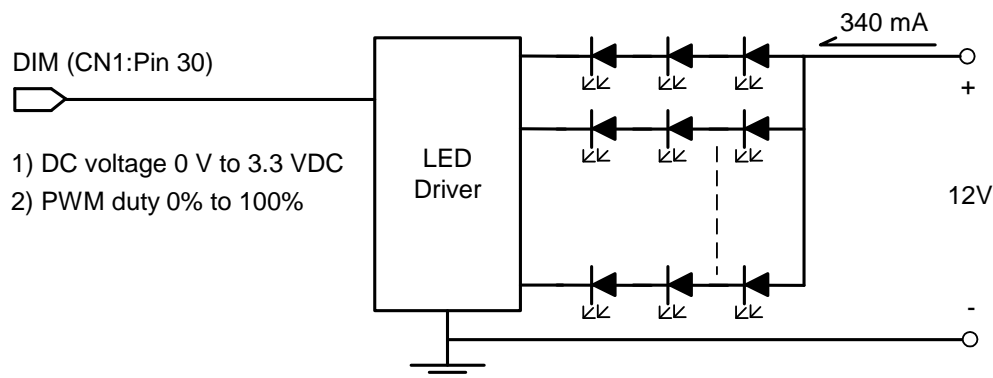 340 mA
DIM (CN1:Pin 30)
+
1) DC voltage 0 V to 3.3 VDC
2) PWM duty 0% to 100%
LED
Driver
12V
-